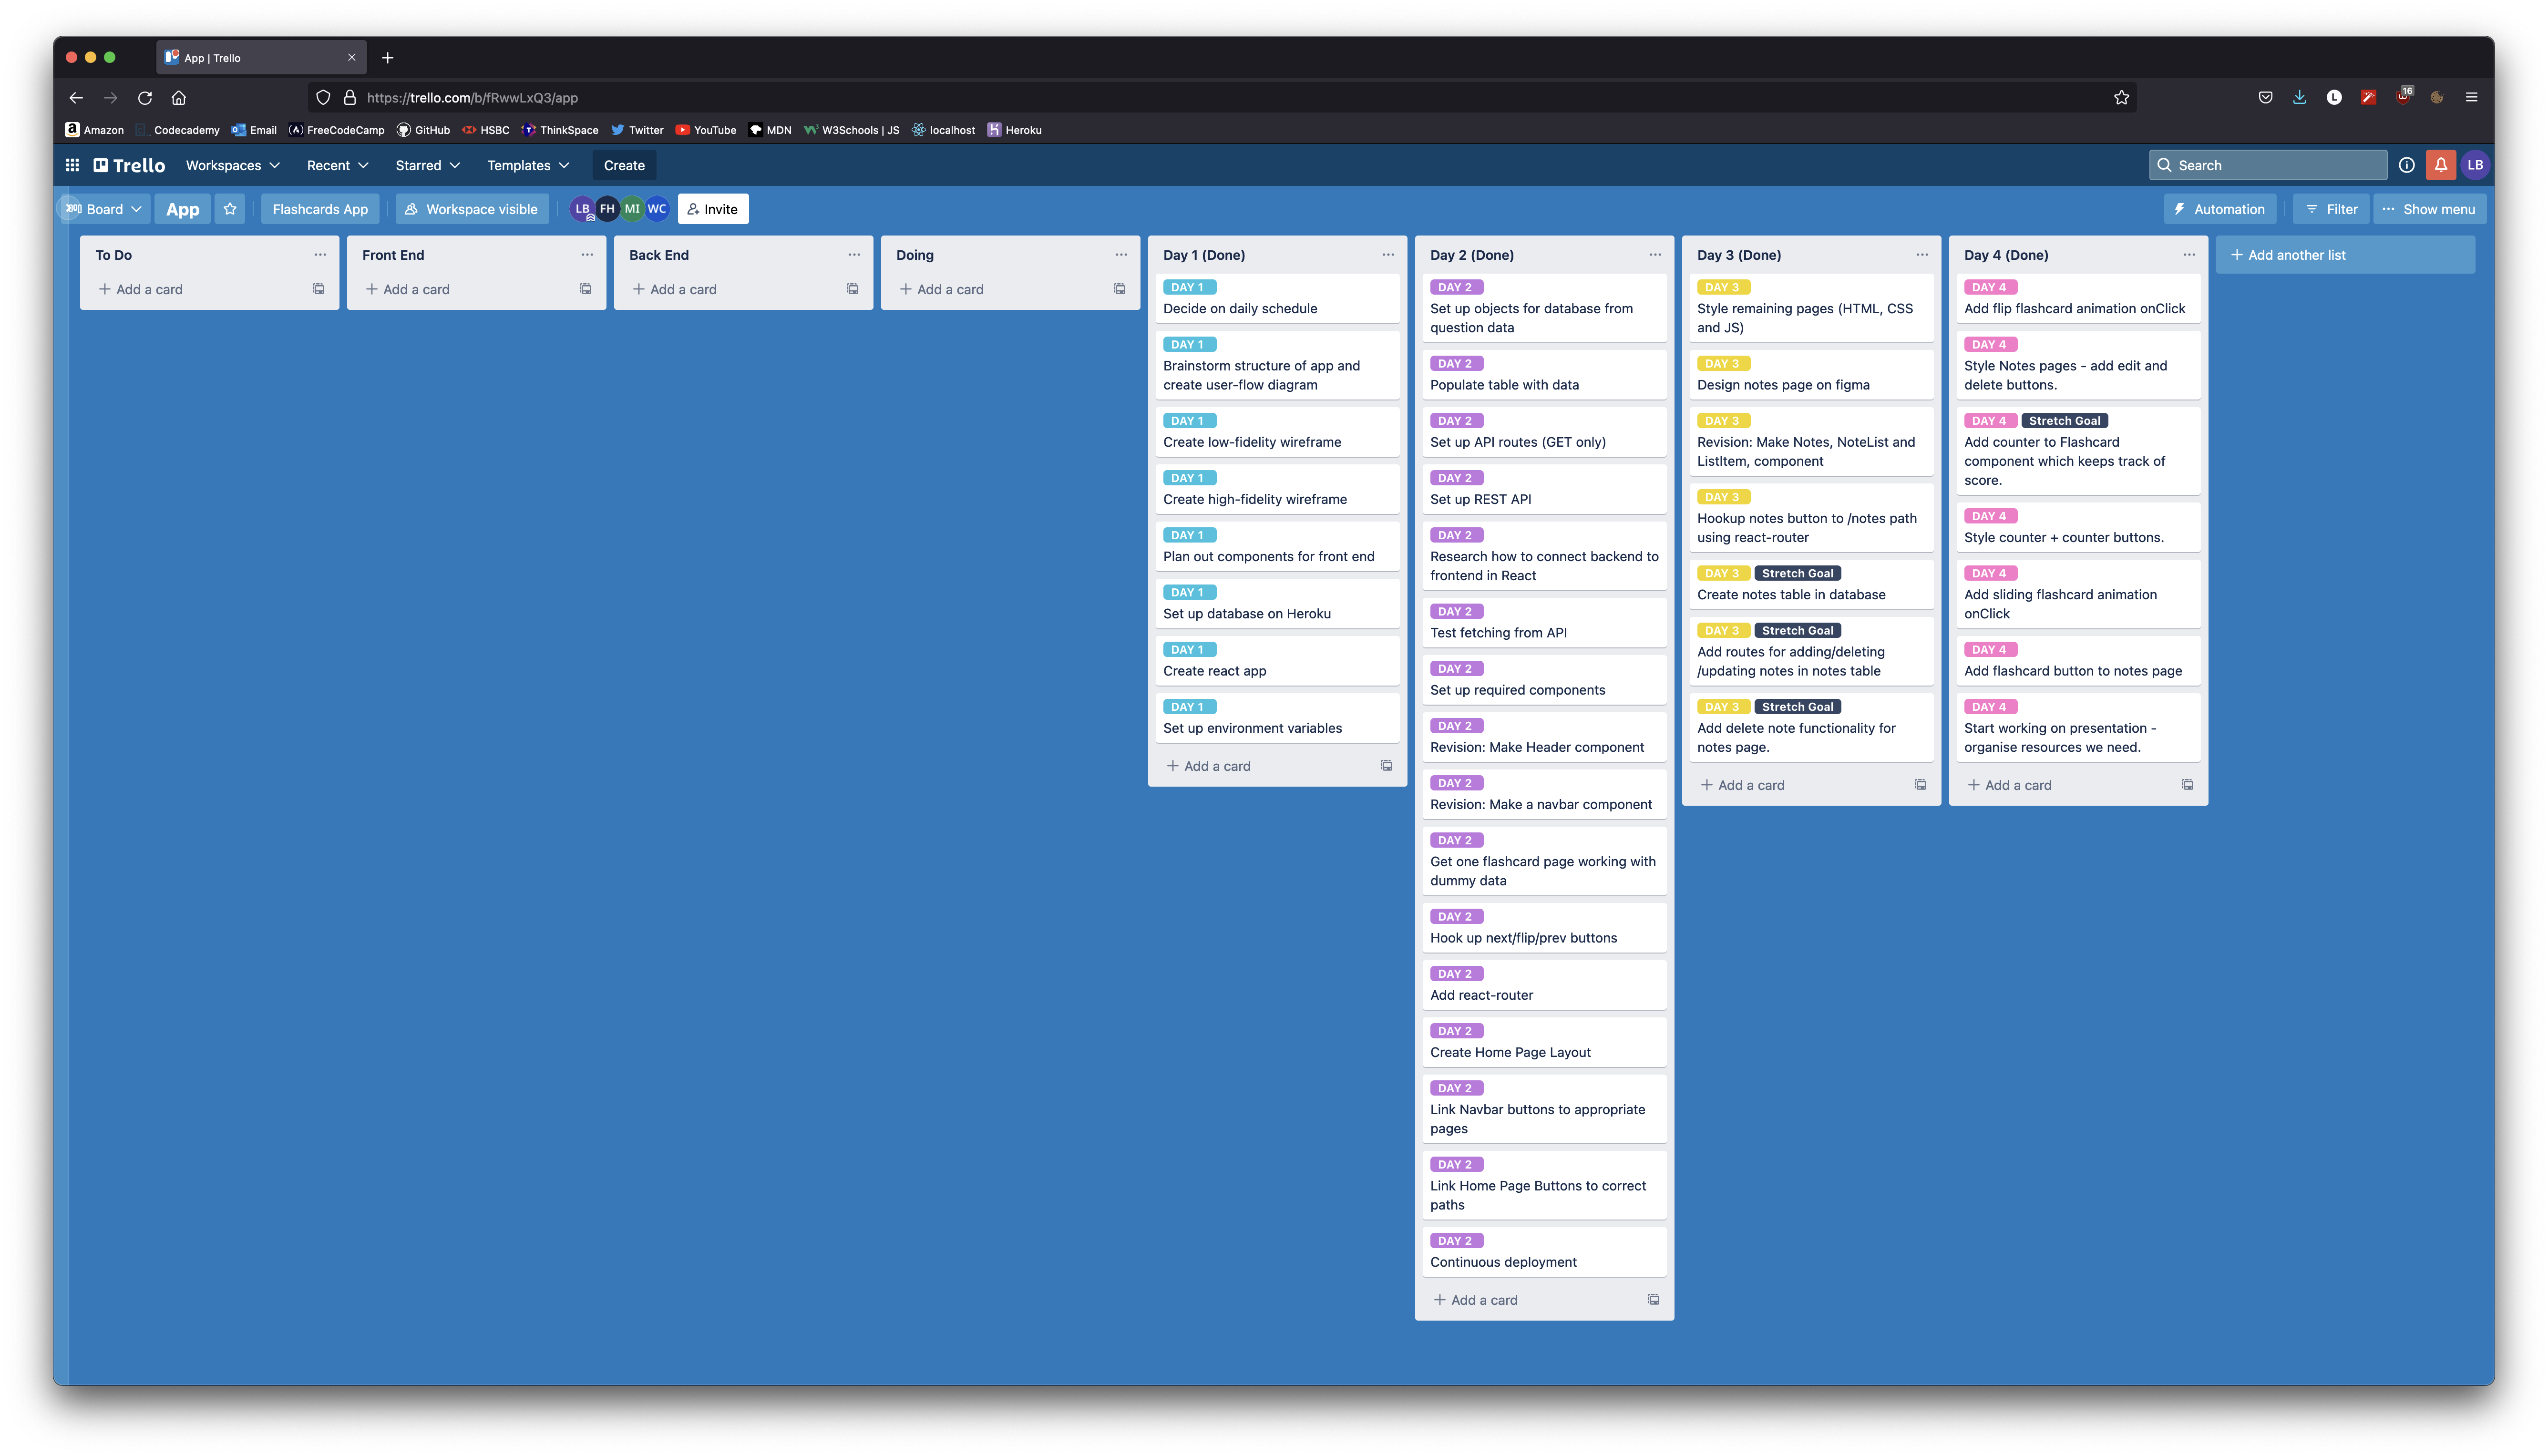 App | Trello
https://trello.com/b/fRwwLxQ3/app
L
16
Amazon Codecademy Email FreeCodeCamp GitHub HSBC ThinkSpace Twitter YouTube MDN W3Schools | JS localhost Heroku
Trello Workspaces Recent Starred Templates Create Search LB
Board App Flashcards App Workspace visible LB FH MI WC Invite Automation Filter Show menu
To Do
Add a card
Front End
Add a card
Back End
Add a card
Doing
Add a card
Day 1 (Done)
DAY 1
Decide on daily schedule
DAY 1
Brainstorm structure of app and
create user-flow diagram
DAY 1
Create low-fidelity wireframe
DAY 1
Create high-fidelity wireframe
DAY 1
Plan out components for front end
DAY 1
Set up database on Heroku
DAY 1
Create react app
DAY 1
Set up environment variables
Add a card
Day 2 (Done)
DAY 2
Set up objects for database from
question data
DAY 2
Populate table with data
DAY 2
Set up API routes (GET only)
DAY 2
Set up REST API
DAY 2
Research how to connect backend to
frontend in React
DAY 2
Test fetching from API
DAY 2
Set up required components
DAY 2
Revision: Make Header component
DAY 2
Revision: Make a navbar component
DAY 2
Get one flashcard page working with
dummy data
DAY 2
Hook up next/flip/prev buttons
DAY 2
Add react-router
DAY 2
Create Home Page Layout
DAY 2
Link Navbar buttons to appropriate
pages
DAY 2
Link Home Page Buttons to correct
paths
DAY 2
Continuous deployment
Add a card
Day 3 (Done)
DAY 3
Style remaining pages (HTML, CSS
and JS)
DAY 3
Design notes page on figma
DAY 3
Revision: Make Notes, NoteList and
ListItem, component
DAY 3
Hookup notes button to /notes path
using react-router
DAY 3 Stretch Goal
Create notes table in database
DAY 3 Stretch Goal
Add routes for adding/deleting
/updating notes in notes table
DAY 3 Stretch Goal
Add delete note functionality for
notes page.
Add a card
Day 4 (Done)
DAY 4
Add flip flashcard animation onClick
DAY 4
Style Notes pages - add edit and
delete buttons.
DAY 4 Stretch Goal
Add counter to Flashcard
component which keeps track of
score.
DAY 4
Style counter + counter buttons.
DAY 4
Add sliding flashcard animation
onClick
DAY 4
Add flashcard button to notes page
DAY 4
Start working on presentation -
organise resources we need.
Add a card
Add another list